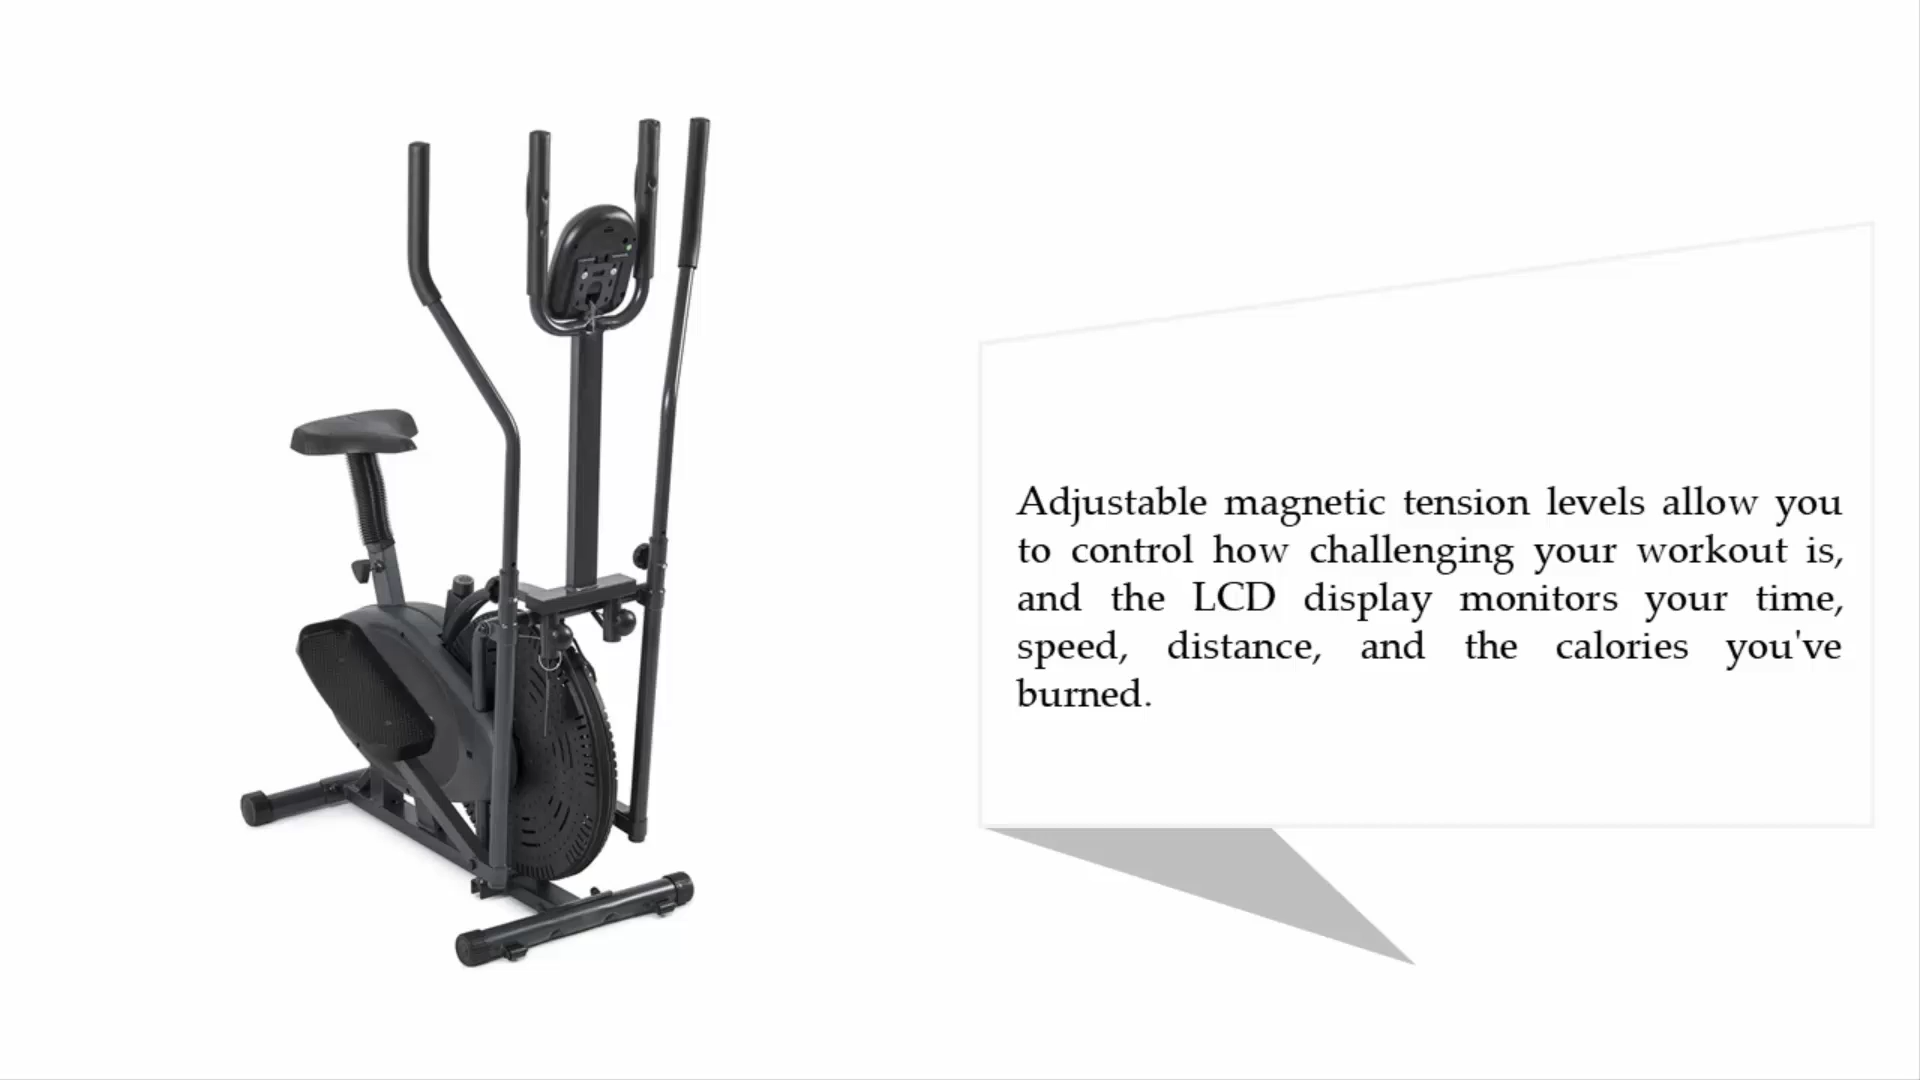 Adjustable magnetic tension levels allow you
to control how challenging your workout is,
and the LCD display monitors your time,
speed, distance, and the calories you've
burned.